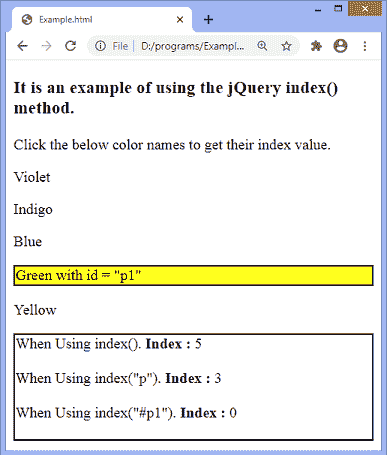 Example.html
File
D:/programs/Exampl...
It is an example of using the jQuery index()
method.
Click the below color names to get their index value.
Violet
Indigo
Blue
Green with id = "p1"
Yellow
When Using index(). Index : 5
When Using index("p"). Index : 3
When Using index("#p1"). Index : 0